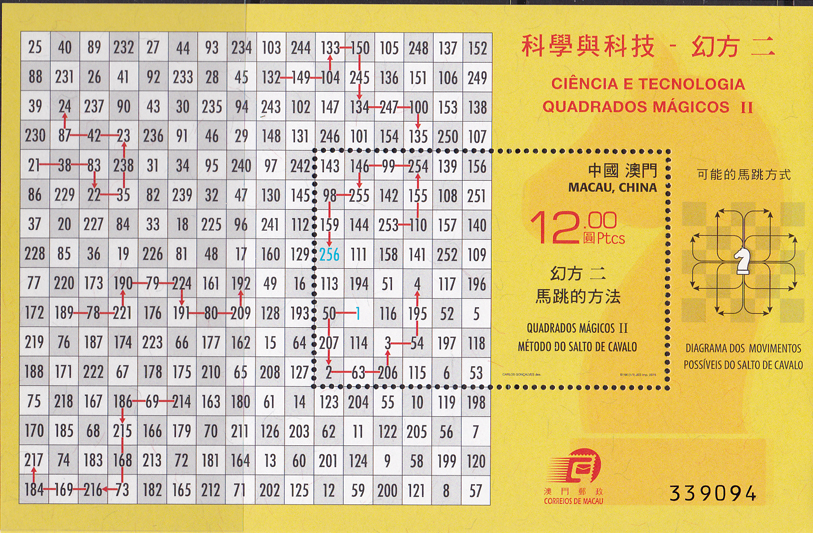 25 40 89 232 27 44 93 234 103 244 133 150 105 248 137 152
88 231 26 41 92 233 28 45 132 149 104 245 136 151 106 249
39 24 237 90 43 30 235 94 243 102 147 134 247 100 153 138
230 87 42 23 236 91 46 29 148 131 246 101 154 135 250 107
21 38 83 238 31 34 95 240 97 242 143 146 99 254 139 156
86 229 22 35 82 239 32 47 130 145 98 255 142 155 108 251
37 20 227 84 33 18 225 96 241 112 159 144 253 110 157 140
228 85 36 19 226 81 48 17 160 129 256 111 158 141 252 109
77 220 173 190 79 224 161 192 49 16 113 194 51 4
172 189 78 221 176 191 80 209 128 193 50 1 116 195 52 5
219 76 187 174 223 66 177 162 15 64 207 114 3 54 197 118
188 171 222 67 178 175 210 65 208 127 2 63 206 115 6 53
75 218 167 186 69 214 163 180 61 14 123 204 55 10 119 198
170 185 68 215 166 179 70 211 126 203 62 11 122 205 56 7
217 74 183 168 213 72 181 164 13 60 201 124 9 58 199 120
184 169 216 73 182 165 212 71 202 125 12 59 200 121 8 57
科學與科技 - 幻方 二
CIÊNCIA E TECNOLOGIA
QUADRADOS MÁGICOS II
中國 澳門
MACAU, CHINA
12.00
圓Ptcs
幻方 二
馬跳的方法
QUADRADOS MÁGICOS II
MÉTODO DO SALTO DE CAVALO
可能的馬跳方式
DIAGRAMA DOS MOVIMENTOS
POSSÍVEIS DO SALTO DE CAVALO
澳門郵政
CORREIOS DE MACAU
339094